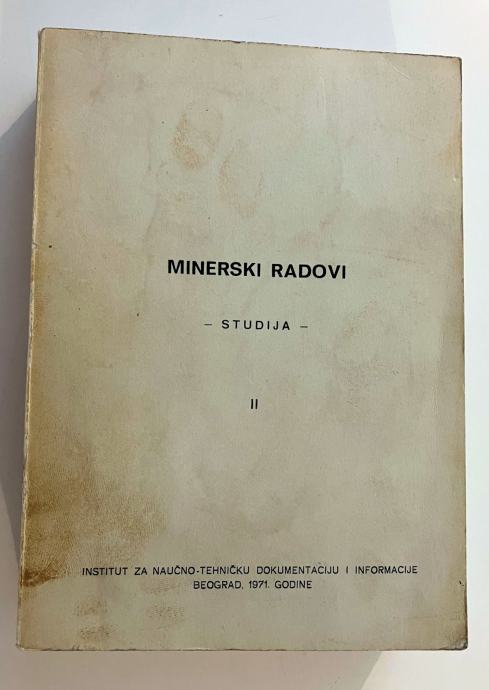 MINERSKI RADOVI
– STUDIJA –
II
INSTITUT ZA NAUČNO-TEHNIČKU DOKUMENTACIJU I INFORMACIJE
BEOGRAD, 1971. GODINE